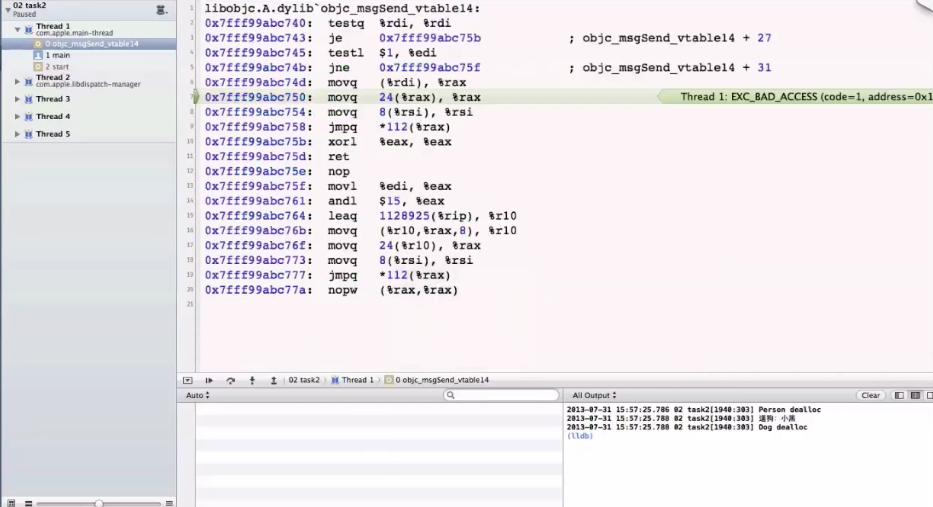 02 task2
Paused
Thread 1
com.apple.main-thread
0 objc_msgSend_vtable14
1 main
2 start
Thread 2
com.apple.libdispatch-manager
Thread 3
Thread 4
Thread 5
1 libobjc.A.dylib`objc_msgSend_vtable14:
2 0x7fff99abc740: testq %rdi, %rdi
3 0x7fff99abc743: je 0x7fff99abc75b ; objc_msgSend_vtable14 + 27
4 0x7fff99abc745: testl $1, %edi
5 0x7fff99abc74b: jne 0x7fff99abc75f ; objc_msgSend_vtable14 + 31
6 0x7fff99abc74d: movq (%rdi), %rax
7 0x7fff99abc750: movq 24(%rax), %rax Thread 1: EXC_BAD_ACCESS (code=1, address=0x1
8 0x7fff99abc754: movq 8(%rsi), %rsi
9 0x7fff99abc758: jmpq *112(%rax)
10 0x7fff99abc75b: xorl %eax, %eax
11 0x7fff99abc75d: ret
12 0x7fff99abc75e: nop
13 0x7fff99abc75f: movl %edi, %eax
14 0x7fff99abc761: andl $15, %eax
15 0x7fff99abc764: leaq 1128925(%rip), %r10
16 0x7fff99abc76b: movq (%r10,%rax,8), %r10
17 0x7fff99abc76f: movq 24(%r10), %rax
18 0x7fff99abc773: movq 8(%rsi), %rsi
19 0x7fff99abc777: jmpq *112(%rax)
20 0x7fff99abc77a: nopw (%rax,%rax)
21
02 task2 Thread 1 0 objc_msgSend_vtable14
Auto All Output Clear
2013-07-31 15:57:25.786 02 task2[1940:303] Person dealloc
2013-07-31 15:57:25.788 02 task2[1940:303] 遛狗：小黑
2013-07-31 15:57:25.788 02 task2[1940:303] Dog dealloc
(lldb)